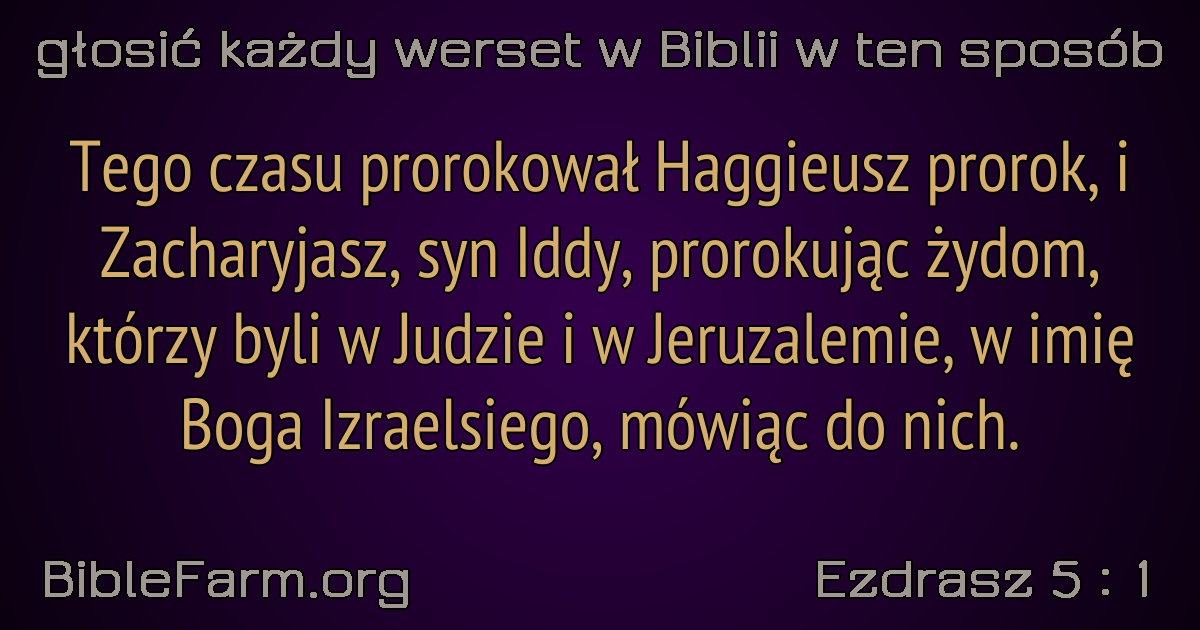 głosić każdy werset w Biblii w ten sposób
Tego czasu prorokował Haggieusz prorok, i
Zacharyjasz, syn Iddy, prorokując żydom,
którzy byli w Judzie i w Jeruzalemie, w imię
Boga Izraelsiego, mówiąc do nich.
BibleFarm.org
Ezdrasz 5 : 1